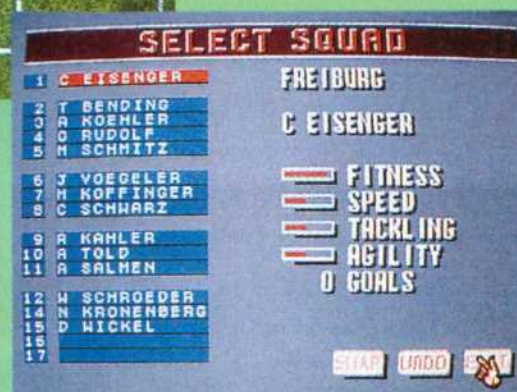 SELECT SQUAD
1 C EISENGER
2 T BENDING
3 A KOEHLER
4 O RUDOLF
5 M SCHMITZ
6 J VOEGELER
7 M KOFFINGER
8 C SCHWARZ
9 R KAHLER
10 A TOLD
11 A SALMEN
12 W SCHROEDER
14 N KRONENBERG
15 D WICKEL
16
17
FREIBURG
C EISENGER
FITNESS
SPEED
TACKLING
AGILITY
0 GOALS
SWAP UNDO